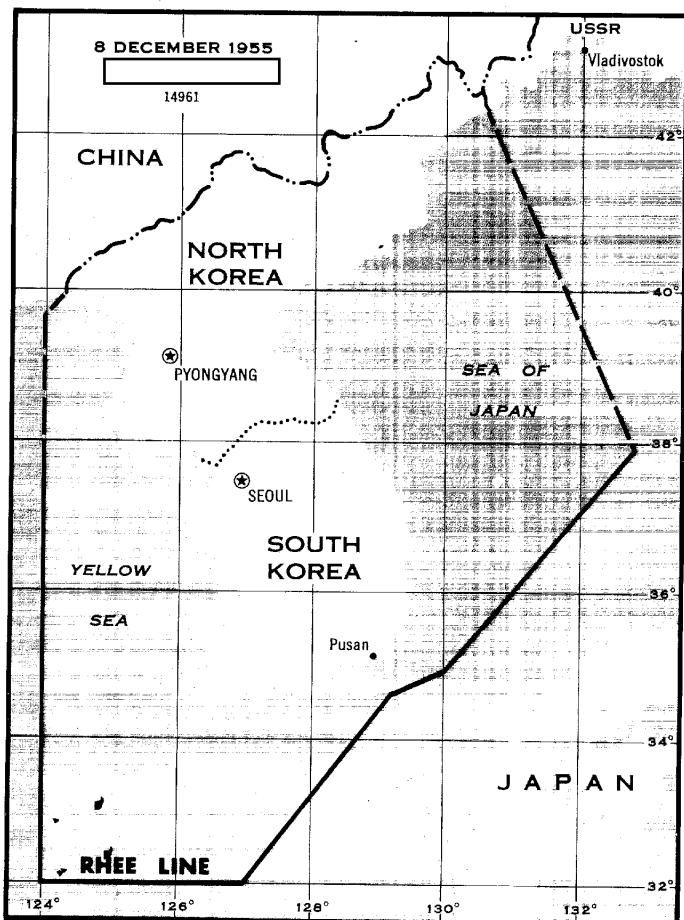 8 DECEMBER 1955
14961
USSR
Vladivostok
42°
CHINA
NORTH
KOREA
40°
PYONGYANG
SEA OF
JAPAN
38°
SEOUL
SOUTH
KOREA
YELLOW
SEA
36°
Pusan
34°
JAPAN
RHEE LINE
32°
124°
126°
128°
130°
132°